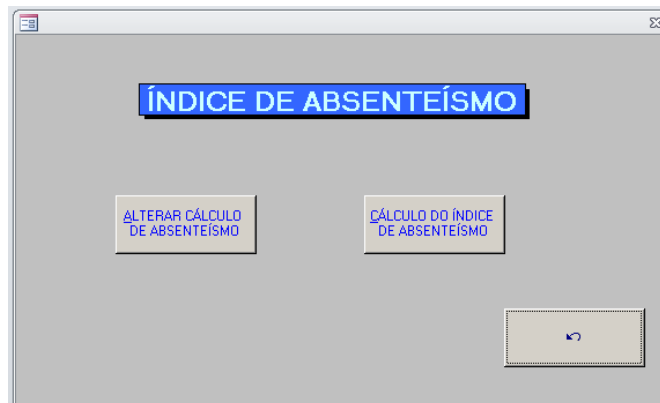 ÍNDICE DE ABSENTEÍSMO
ALTERAR CÁLCULO
DE ABSENTEÍSMO
CÁLCULO DO ÍNDICE
DE ABSENTEÍSMO